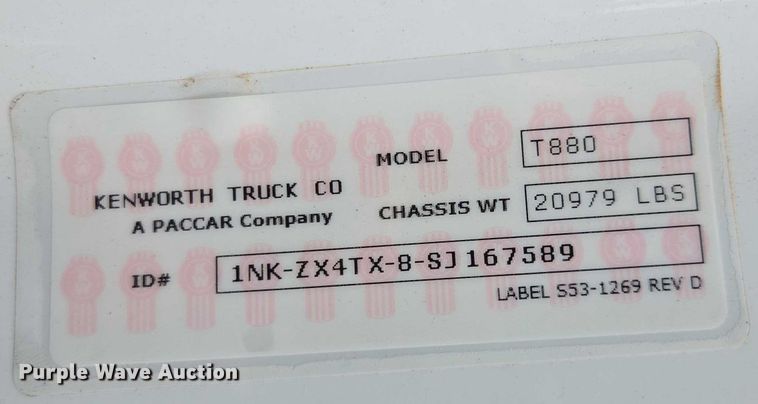 MODEL T880
KENWORTH TRUCK CO
A PACCAR Company
CHASSIS WT 20979 LBS
ID# 1NK-ZX4TX-8-SJ167589
LABEL S53-1269 REV D
Purple Wave Auction